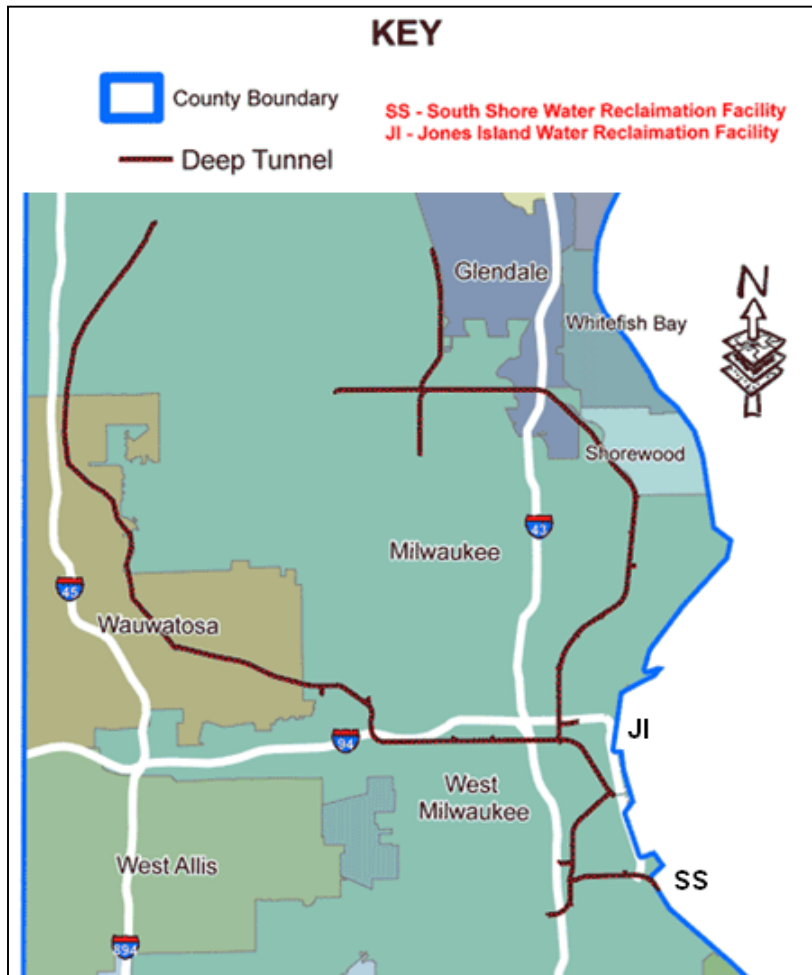 KEY
County Boundary
Deep Tunnel
SS - South Shore Water Reclamation Facility
JI - Jones Island Water Reclamation Facility
N
Glendale
Whitefish Bay
Shorewood
43
Milwaukee
45
Wauwatosa
JI
94
West
Milwaukee
West Allis
SS
894